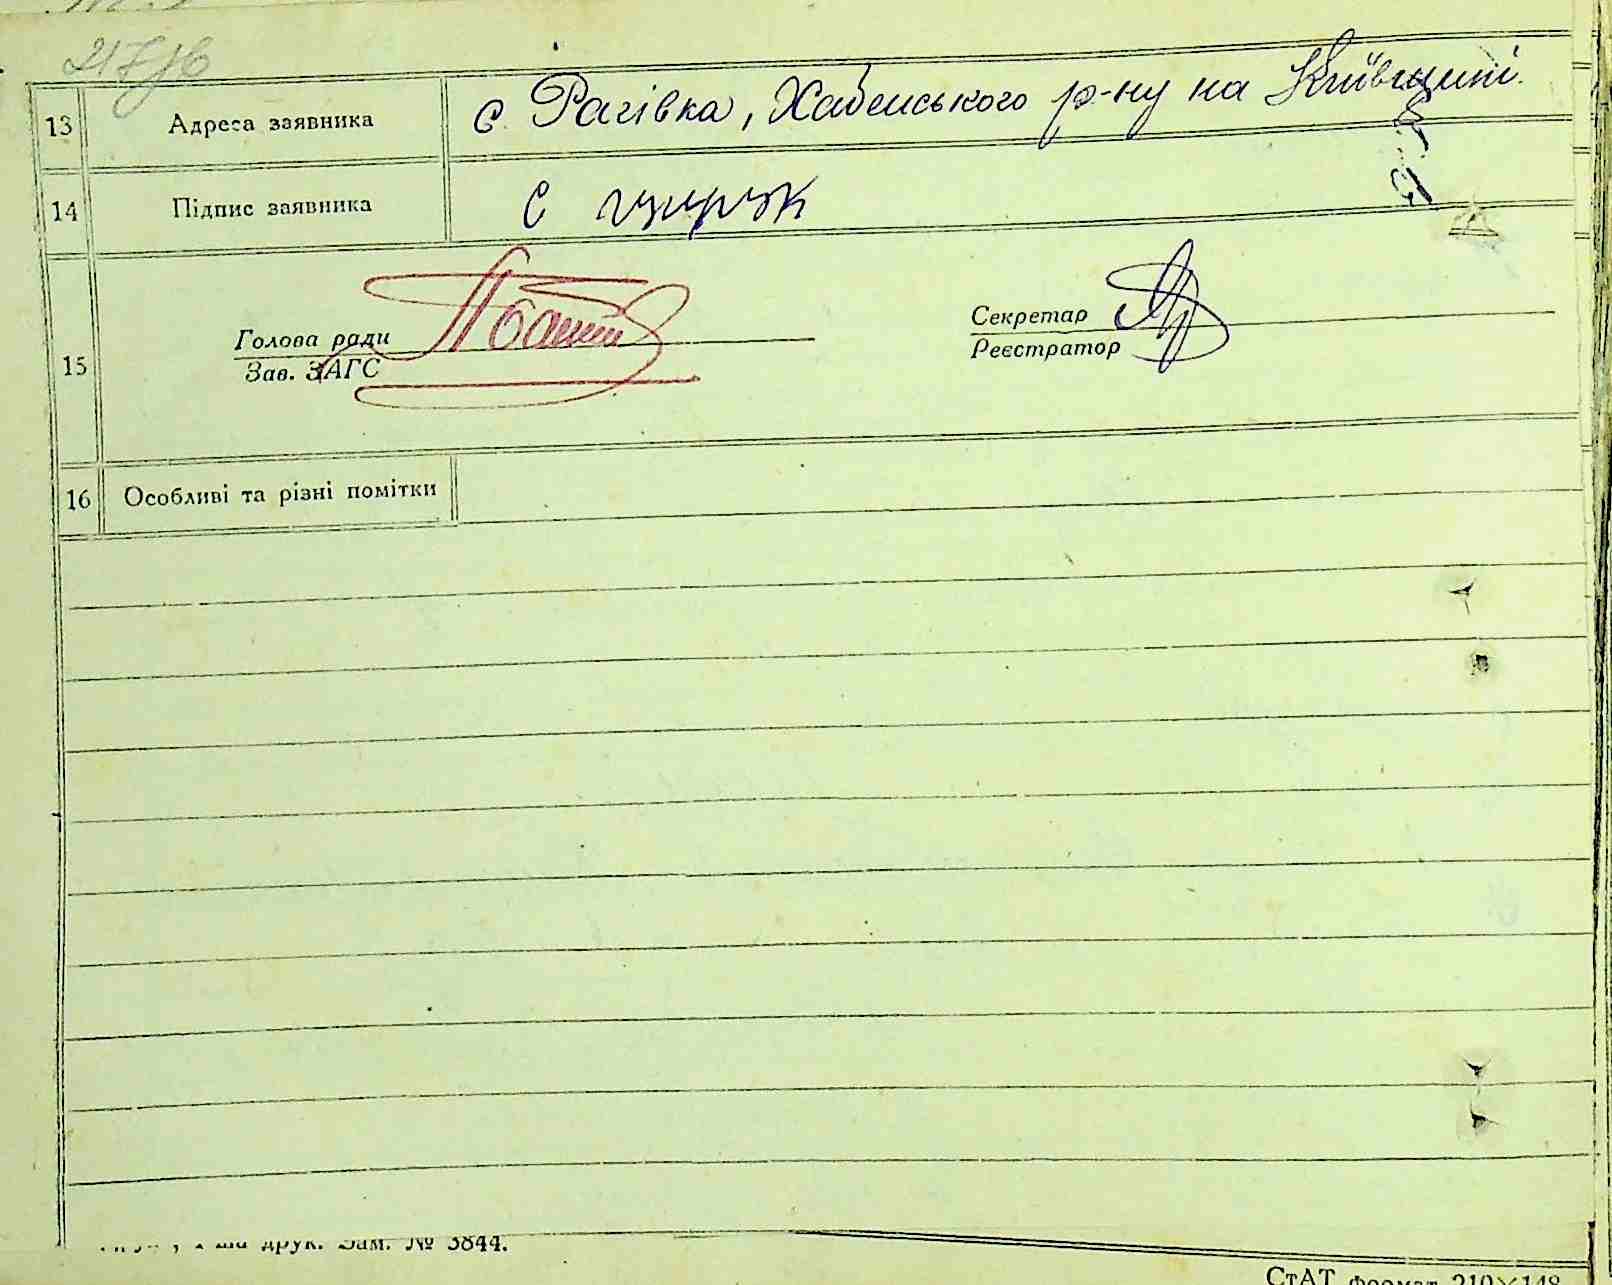 13 Адреса заявника с. Рагівка, Хабенського р-ну на Київщині.
14 Підпис заявника с
15 Голова ради Секретар
Зав. ЗАГС Реєстратор
16 Особливі та різні помітки
друк. Зам. № 3844.
СтАТ формат 210×148